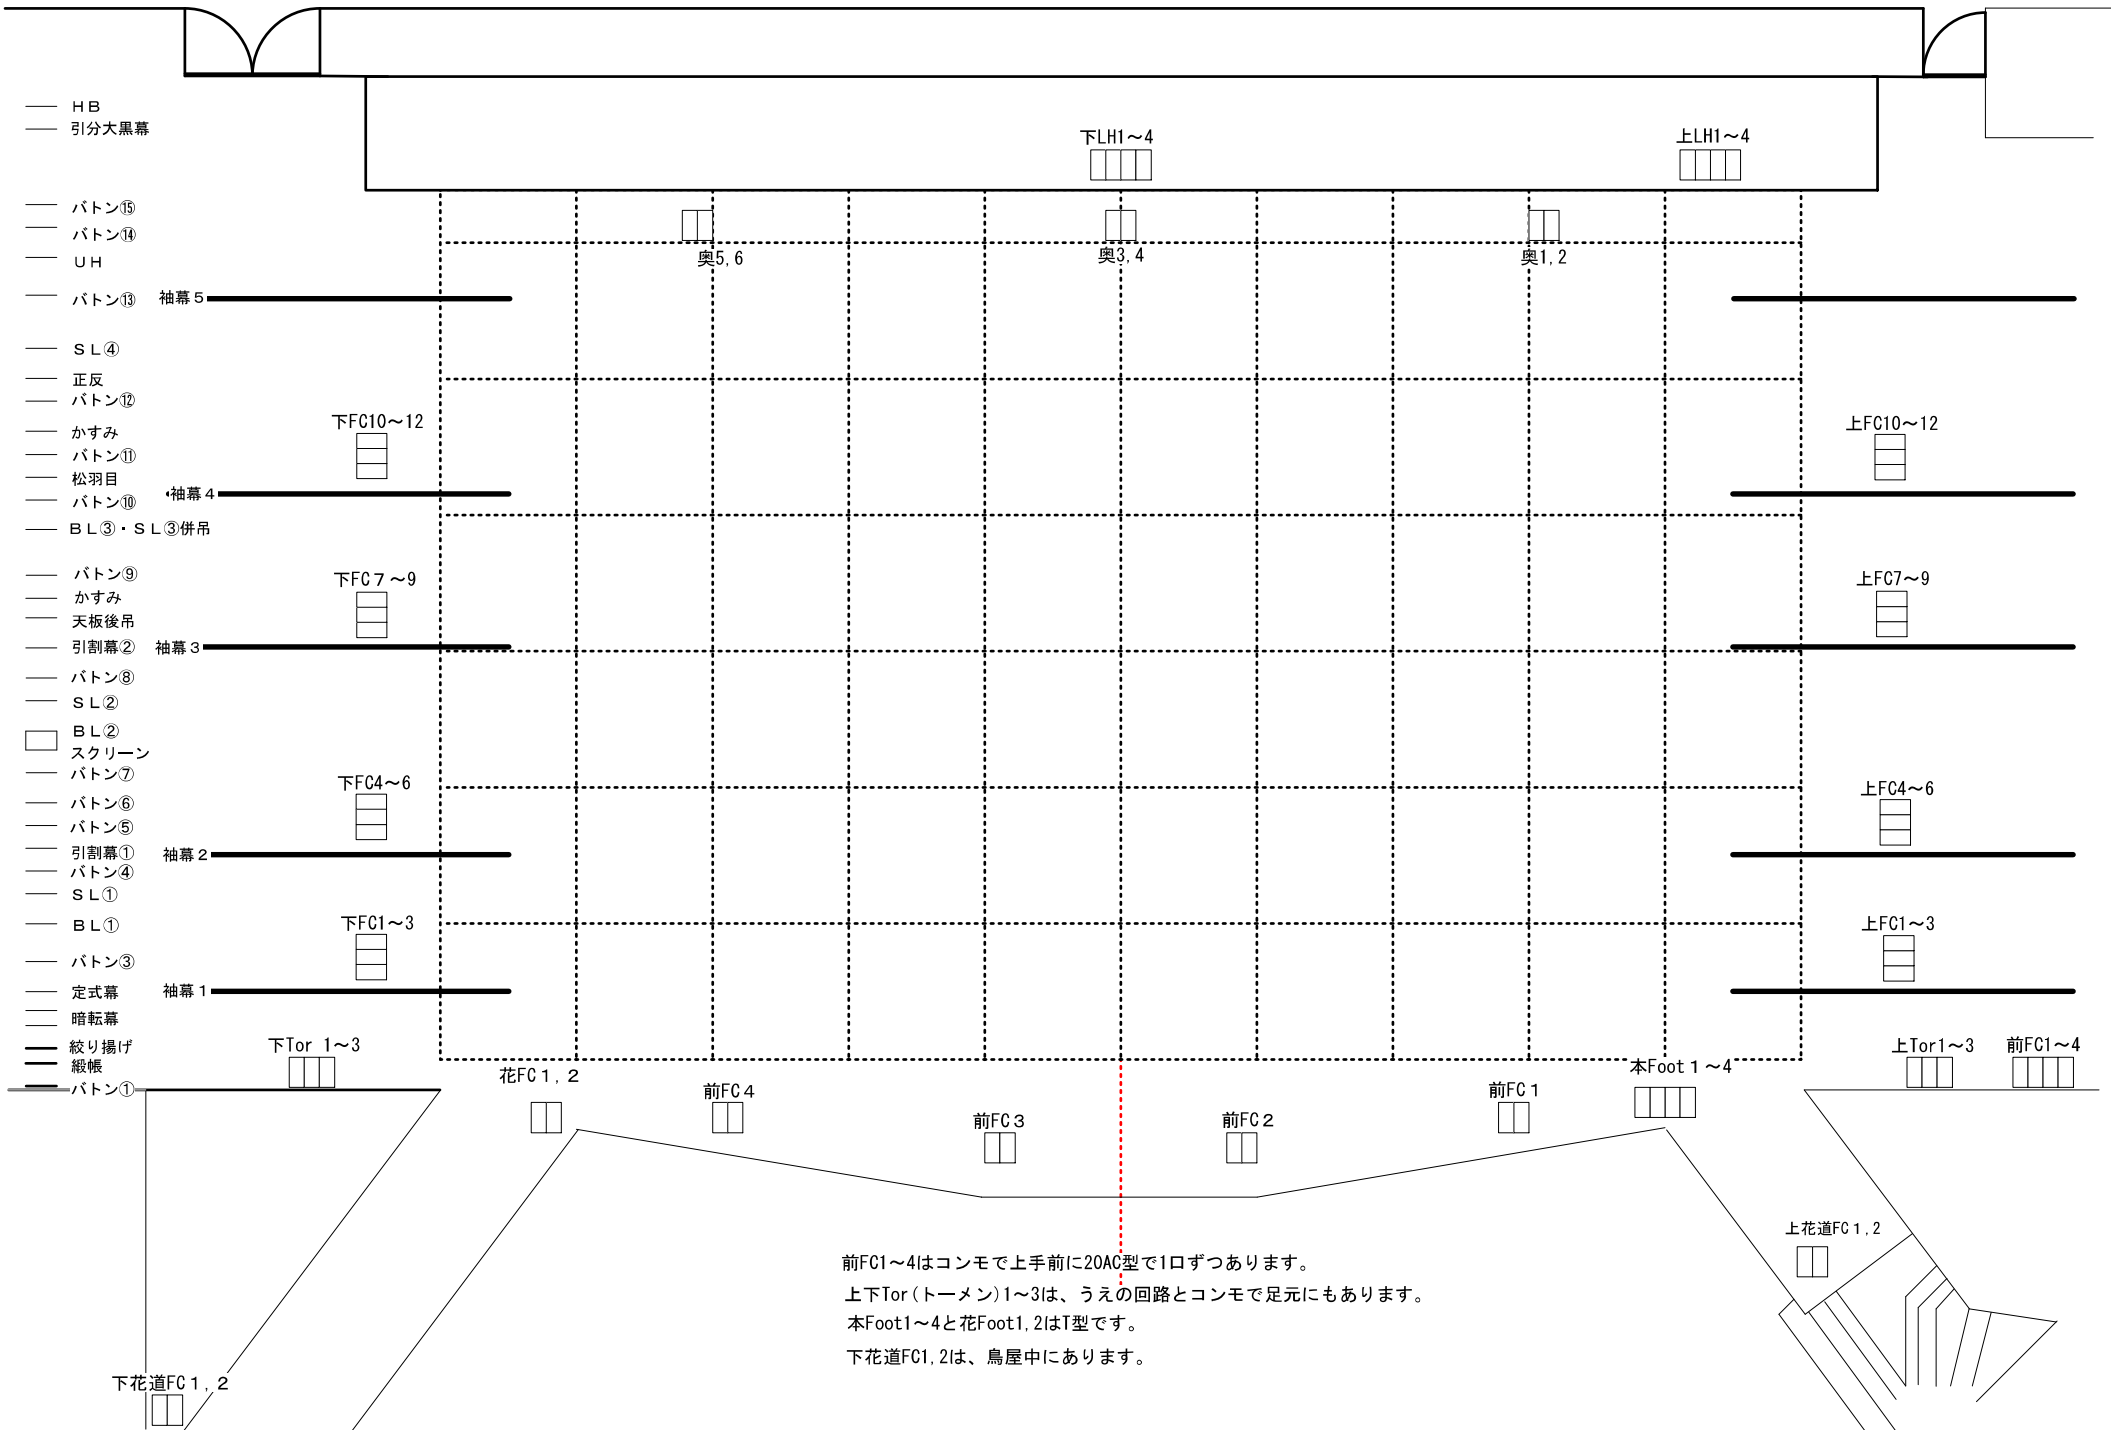 ＨＢ
引分大黒幕
バトン⑮
バトン⑭
ＵＨ
バトン⑬
ＳＬ④
正反
バトン⑫
かすみ
バトン⑪
松羽目
バトン⑩
ＢＬ③・ＳＬ③併吊
バトン⑨
かすみ
天板後吊
引割幕②
バトン⑧
ＳＬ②
ＢＬ②
スクリーン
バトン⑦
バトン⑥
バトン⑤
引割幕①
バトン④
ＳＬ①
ＢＬ①
バトン③
定式幕
暗転幕
絞り揚げ
緞帳
バトン①
袖幕５
袖幕４
袖幕３
袖幕２
袖幕１
下LH1～4
上LH1～4
奥5,6
奥3,4
奥1,2
下FC10～12
上FC10～12
下FC７～9
上FC7～9
下FC4～6
上FC4～6
下FC1～3
上FC1～3
下Tor 1～3
上Tor1～3
前FC1～4
花FC１,２
前FC４
前FC３
前FC２
前FC１
本Foot１～4
上花道FC１,2
前FC1～4はコンモで上手前に20AC型で1口ずつあります。
上下Tor(トーメン)1～3は、うえの回路とコンモで足元にもあります。
本Foot1～4と花Foot1,2はT型です。
下花道FC1,2は、鳥屋中にあります。
下花道FC１,２